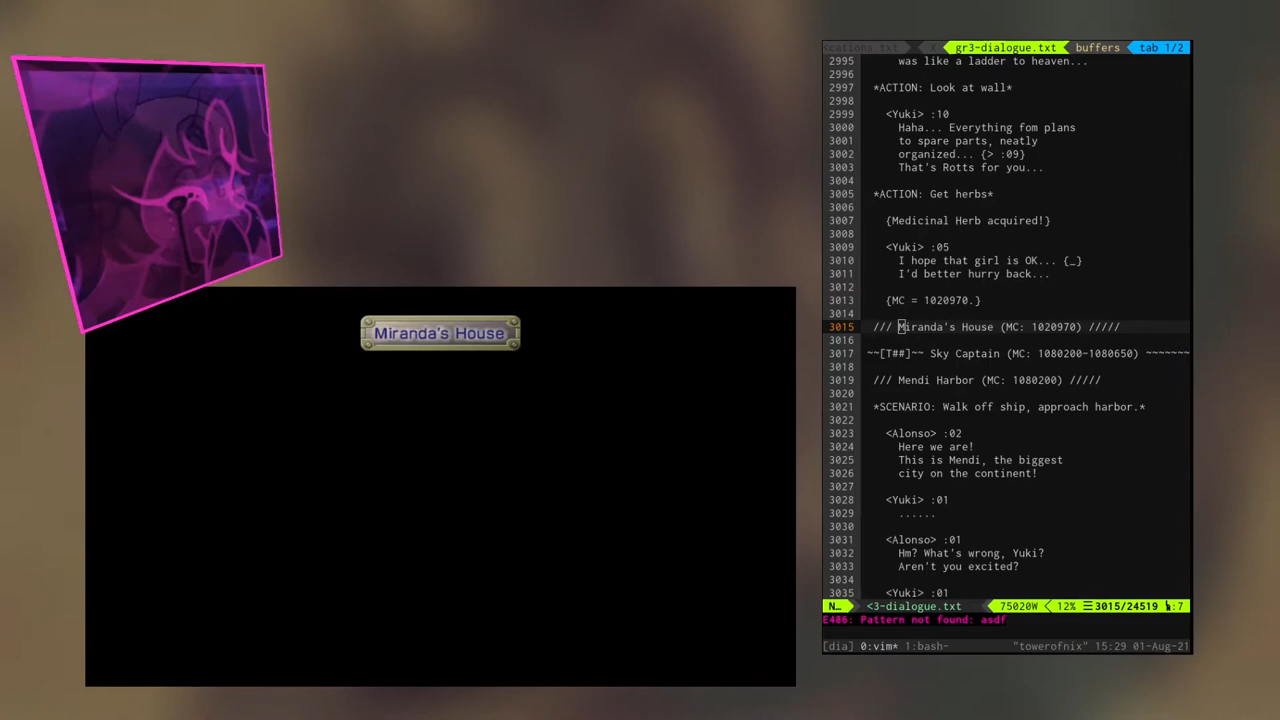 Miranda's House
<cations.txt X gr3-dialogue.txt buffers tab 1/2
2995 was like a ladder to heaven...
2996
2997 *ACTION: Look at wall*
2998
2999 <Yuki> :10
3000 Haha... Everything fom plans
3001 to spare parts, neatly
3002 organized... {> :09}
3003 That's Rotts for you...
3004
3005 *ACTION: Get herbs*
3006
3007 {Medicinal Herb acquired!}
3008
3009 <Yuki> :05
3010 I hope that girl is OK... {_}
3011 I'd better hurry back...
3012
3013 {MC = 1020970.}
3014
3015 /// Miranda's House (MC: 1020970) /////
3016
3017 ~~[T##]~~ Sky Captain (MC: 1080200-1080650) ~~~~~~~
3018
3019 /// Mendi Harbor (MC: 1080200) /////
3020
3021 *SCENARIO: Walk off ship, approach harbor.*
3022
3023 <Alonso> :02
3024 Here we are!
3025 This is Mendi, the biggest
3026 city on the continent!
3027
3028 <Yuki> :01
3029 ......
3030
3031 <Alonso> :01
3032 Hm? What's wrong, Yuki?
3033 Aren't you excited?
3034
3035 <Yuki> :01
N… <3-dialogue.txt 75020W 12% ☰ 3015/24519 :7
E486: Pattern not found: asdf
[dia] 0:vim* 1:bash- "towerofnix" 15:29 01-Aug-21